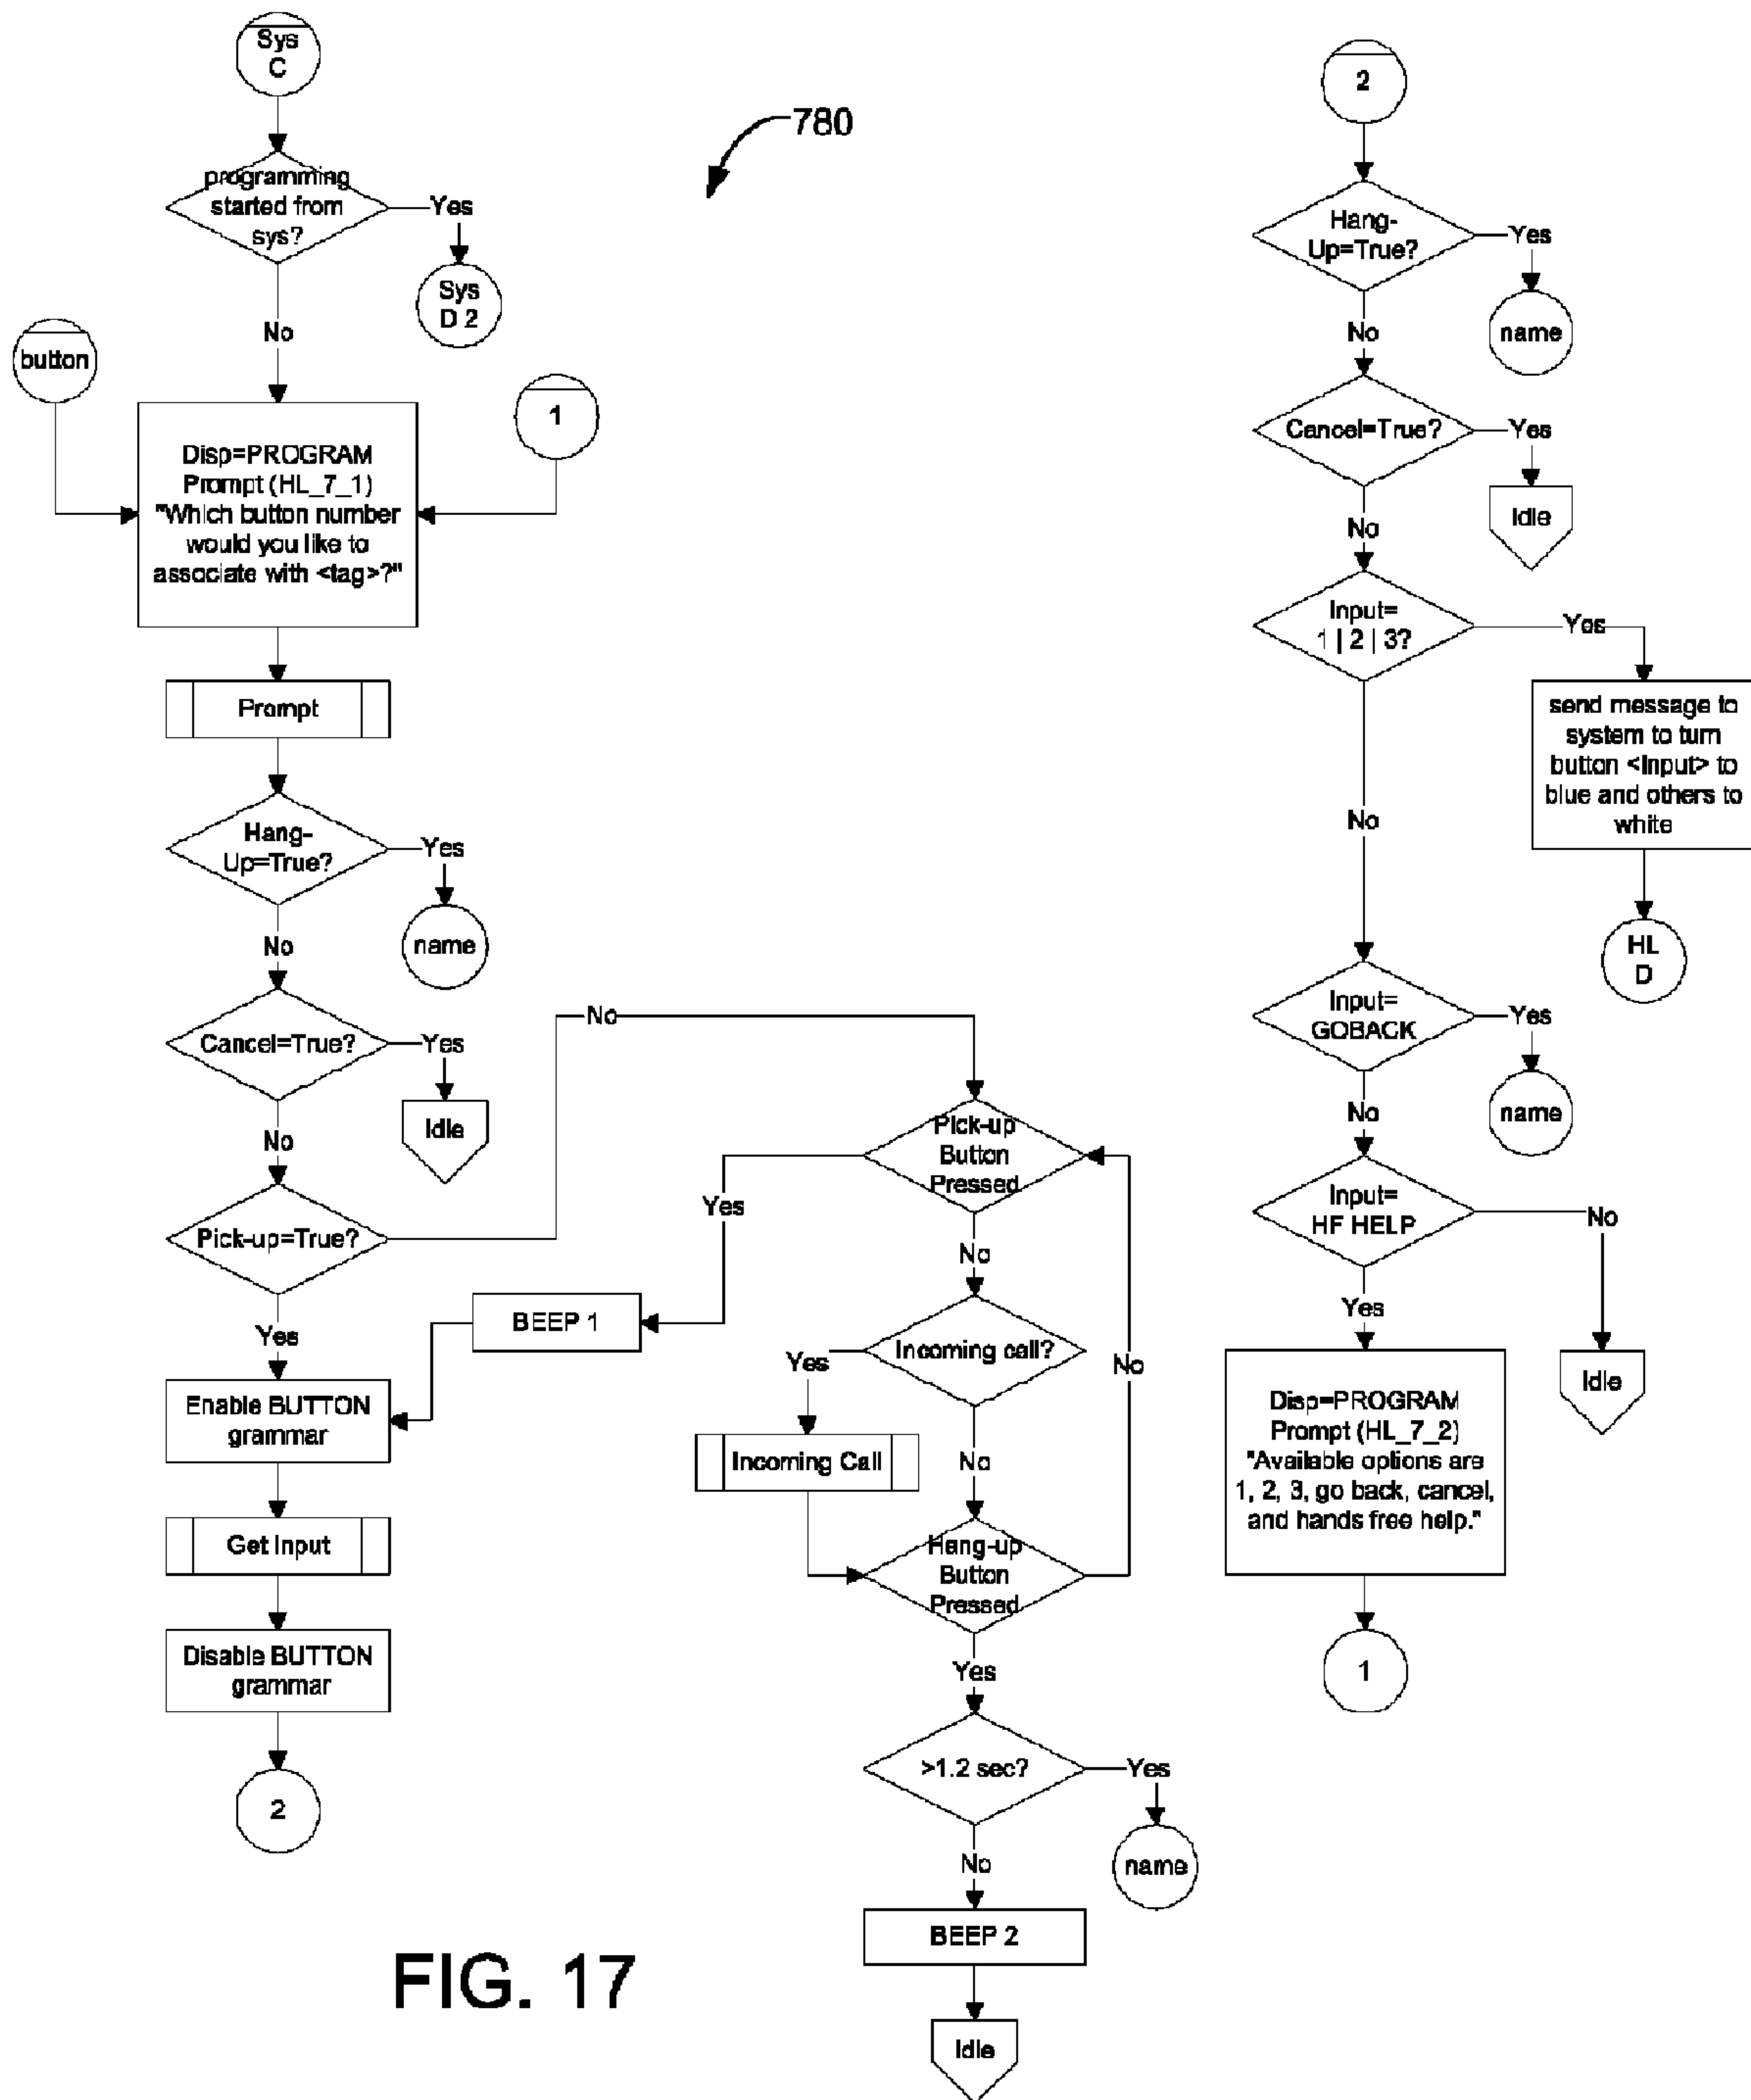 Sys
C
programming
started from
sys?
Yes
Sys
D 2
No
button
1
Disp=PROGRAM
Prompt (HL_7_1)
"Which button number
would you like to
associate with <tag>?"
Prompt
Hang-
Up=True?
Yes
name
No
Cancel=True?
Yes
Idle
No
Pick-up=True?
No
Yes
Enable BUTTON
grammar
Get Input
Disable BUTTON
grammar
2
780
Pick-up
Button
Pressed
Yes
BEEP 1
No
Incoming call?
Yes
Incoming Call
No
Hang-up
Button
Pressed
No
Yes
>1.2 sec?
Yes
name
No
BEEP 2
Idle
2
Hang-
Up=True?
Yes
name
No
Cancel=True?
Yes
Idle
No
Input=
1 | 2 | 3?
Yes
send message to
system to turn
button <Input> to
blue and others to
white
HL
D
No
Input=
GOBACK
Yes
name
No
Input=
HF HELP
No
Idle
Yes
Disp=PROGRAM
Prompt (HL_7_2)
"Available options are
1, 2, 3, go back, cancel,
and hands free help."
1
FIG. 17